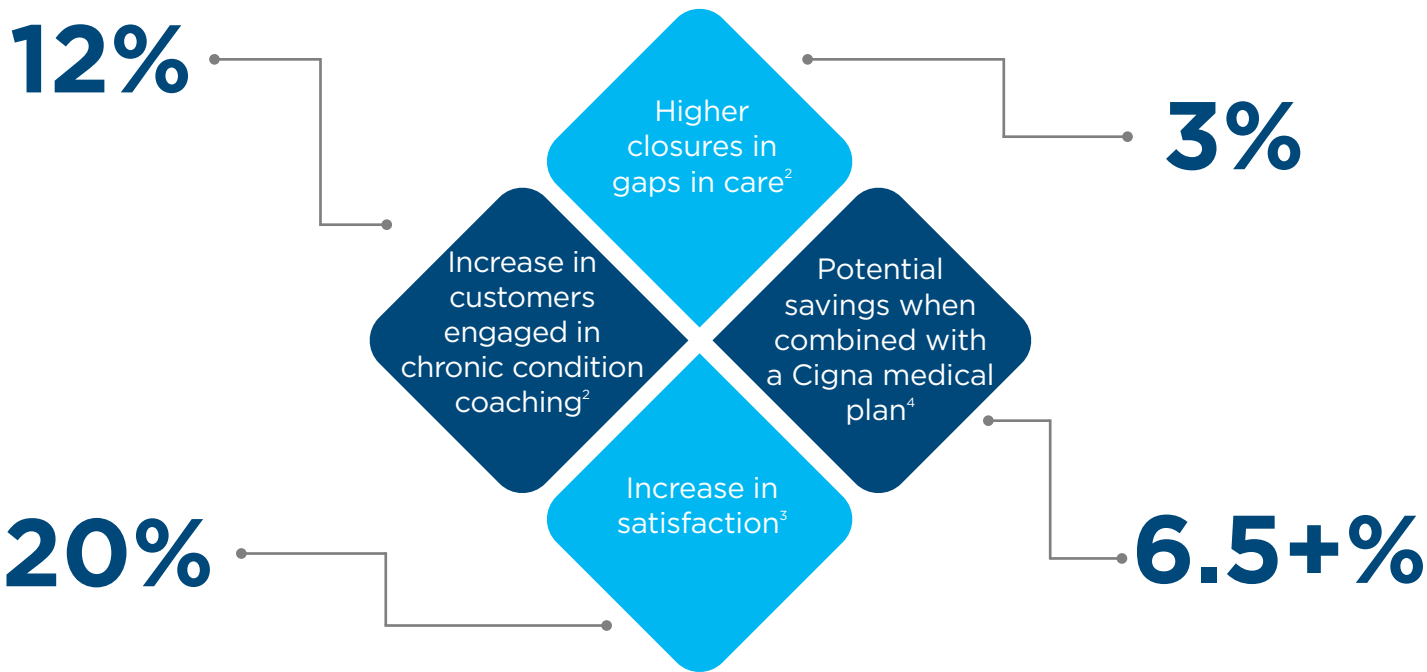 12%
Higher
closures in
gaps in care²
3%
Increase in
customers
engaged in
chronic condition
coaching²
Potential
savings when
combined with
a Cigna medical
plan⁴
Increase in
satisfaction³
20%
6.5+%